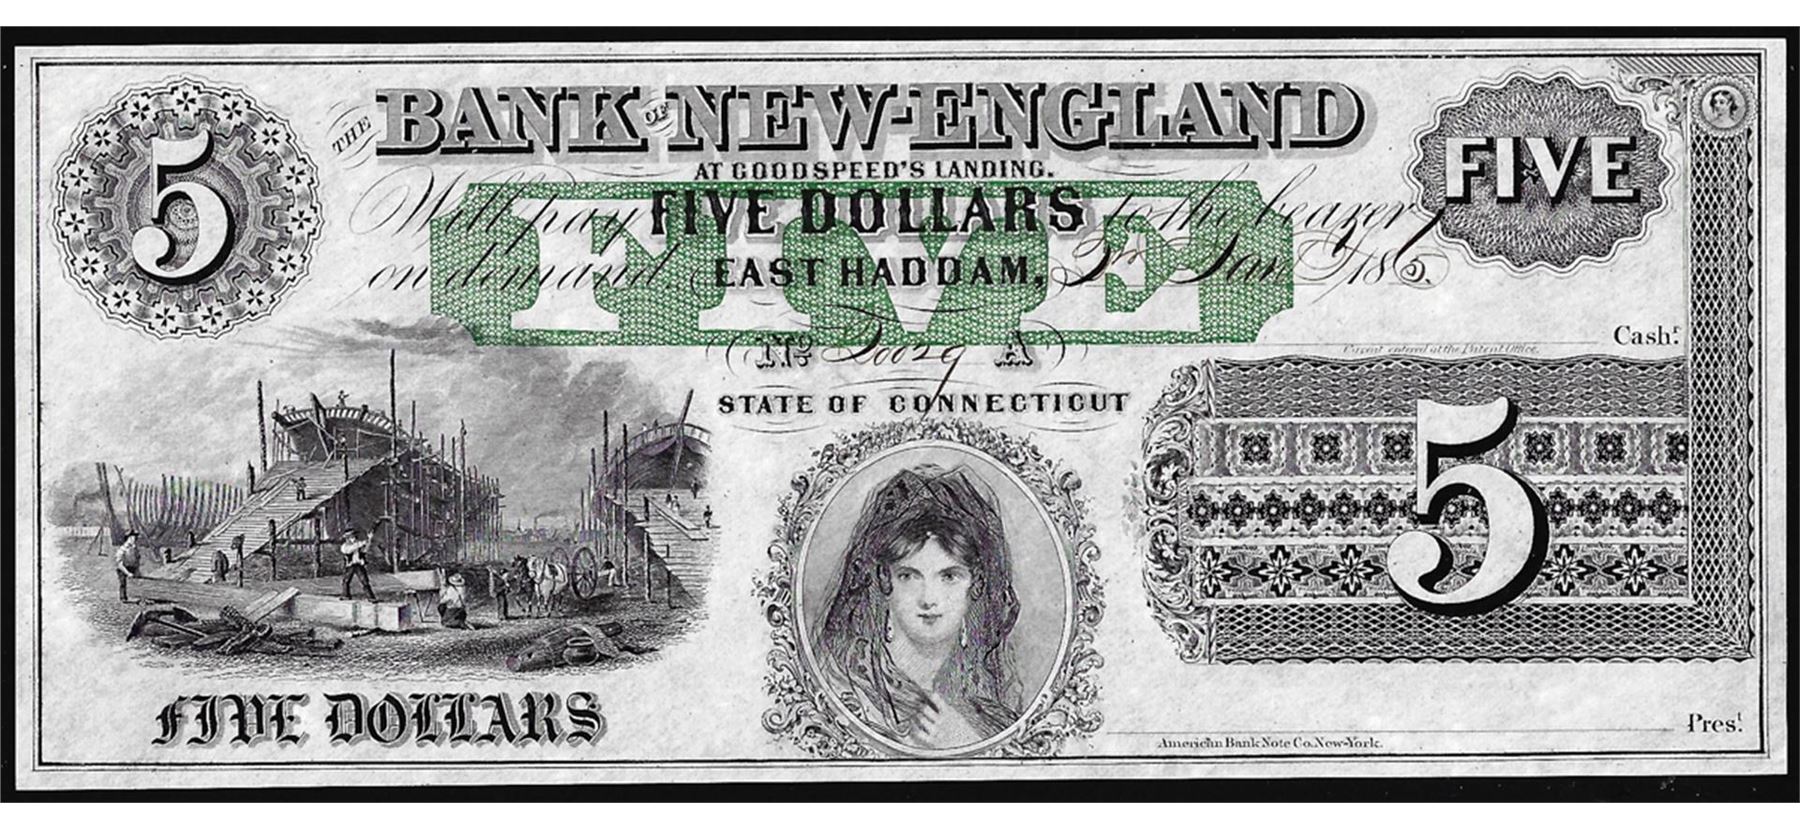 5
THE BANK OF NEW-ENGLAND
AT GOODSPEED'S LANDING.
FIVE
Will pay FIVE DOLLARS to the bearer
on demand. EAST HADDAM, Jan 186
FIVE
No A
Cash.r
Patent entered at the Patent Office.
STATE OF CONNECTICUT
5
FIVE DOLLARS
Pres.t
American Bank Note Co. New-York.